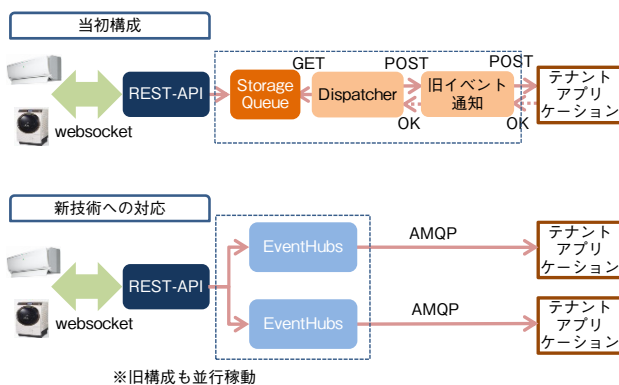 当初構成
GET
POST
POST
REST-API
Storage
Queue
Dispatcher
旧イベント
通知
テナント
アプリ
ケーション
websocket
OK
OK
新技術への対応
EventHubs
AMQP
テナント
アプリ
ケーション
REST-API
websocket
EventHubs
AMQP
テナント
アプリ
ケーション
※旧構成も並行稼動